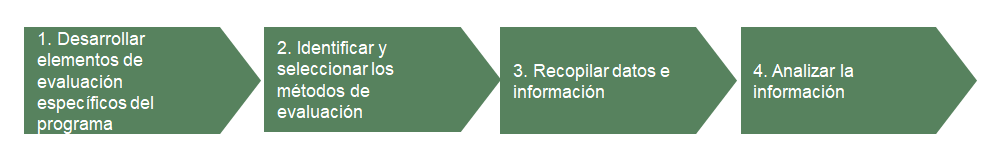 1. Desarrollar
elementos de
evaluación
específicos del
programa
2. Identificar y
seleccionar los
métodos de
evaluación
3. Recopilar datos e
información
4. Analizar la
información